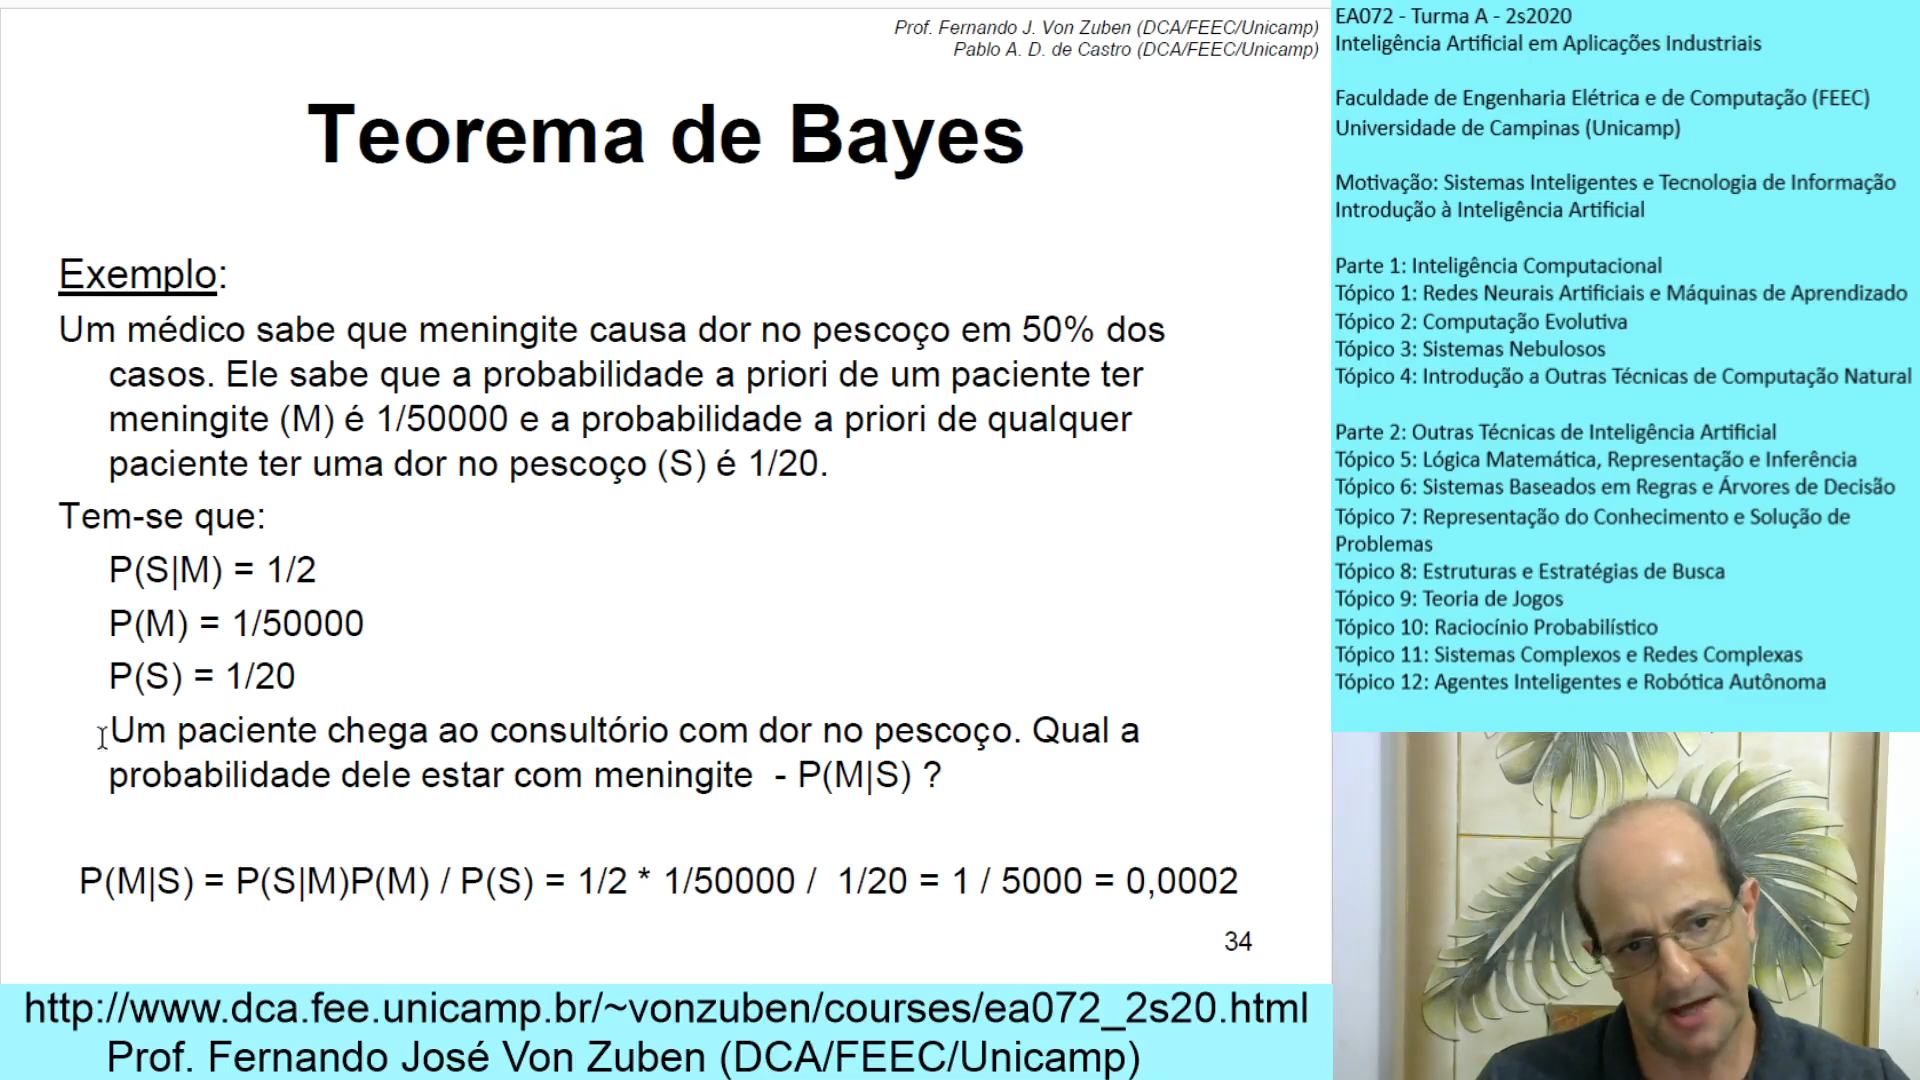 Prof. Fernando J. Von Zuben (DCA/FEEC/Unicamp)
Pablo A. D. de Castro (DCA/FEEC/Unicamp)
Teorema de Bayes
Exemplo:
Um médico sabe que meningite causa dor no pescoço em 50% dos
casos. Ele sabe que a probabilidade a priori de um paciente ter
meningite (M) é 1/50000 e a probabilidade a priori de qualquer
paciente ter uma dor no pescoço (S) é 1/20.
Tem-se que:
P(S|M) = 1/2
P(M) = 1/50000
P(S) = 1/20
Um paciente chega ao consultório com dor no pescoço. Qual a
probabilidade dele estar com meningite - P(M|S) ?
P(M|S) = P(S|M)P(M) / P(S) = 1/2 * 1/50000 / 1/20 = 1 / 5000 = 0,0002
34
http://www.dca.fee.unicamp.br/~vonzuben/courses/ea072_2s20.html
Prof. Fernando José Von Zuben (DCA/FEEC/Unicamp)
EA072 - Turma A - 2s2020
Inteligência Artificial em Aplicações Industriais
Faculdade de Engenharia Elétrica e de Computação (FEEC)
Universidade de Campinas (Unicamp)
Motivação: Sistemas Inteligentes e Tecnologia de Informação
Introdução à Inteligência Artificial
Parte 1: Inteligência Computacional
Tópico 1: Redes Neurais Artificiais e Máquinas de Aprendizado
Tópico 2: Computação Evolutiva
Tópico 3: Sistemas Nebulosos
Tópico 4: Introdução a Outras Técnicas de Computação Natural
Parte 2: Outras Técnicas de Inteligência Artificial
Tópico 5: Lógica Matemática, Representação e Inferência
Tópico 6: Sistemas Baseados em Regras e Árvores de Decisão
Tópico 7: Representação do Conhecimento e Solução de
Problemas
Tópico 8: Estruturas e Estratégias de Busca
Tópico 9: Teoria de Jogos
Tópico 10: Raciocínio Probabilístico
Tópico 11: Sistemas Complexos e Redes Complexas
Tópico 12: Agentes Inteligentes e Robótica Autônoma